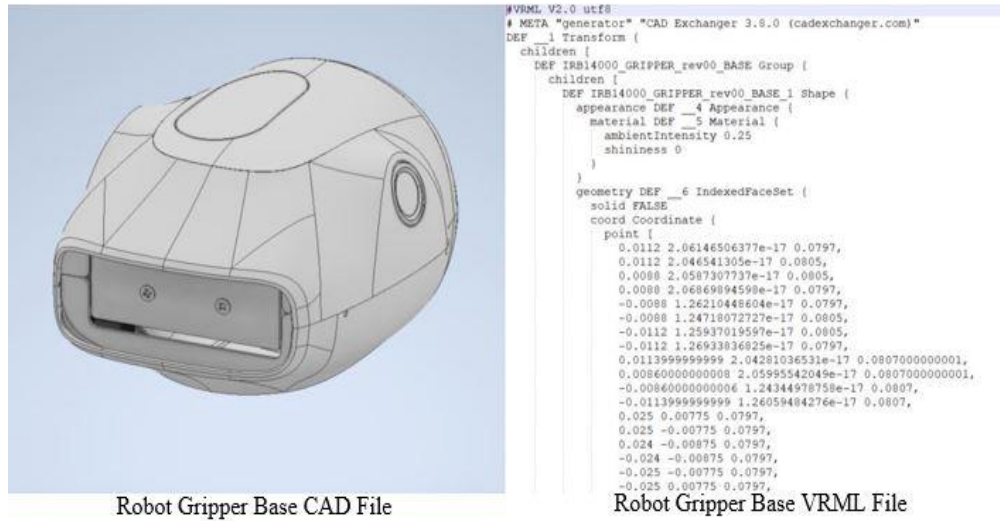 #VRML V2.0 utf8
# META "generator" "CAD Exchanger 3.8.0 (cadexchanger.com)"
DEF __1 Transform {
children [
DEF IRB14000_GRIPPER_rev00_BASE Group {
children [
DEF IRB14000_GRIPPER_rev00_BASE_1 Shape {
appearance DEF __4 Appearance {
material DEF __5 Material {
ambientIntensity 0.25
shininess 0
}
}
geometry DEF __6 IndexedFaceSet {
solid FALSE
coord Coordinate {
point [
0.0112 2.06146506377e-17 0.0797,
0.0112 2.046541305e-17 0.0805,
0.0088 2.0587307737e-17 0.0805,
0.0088 2.06869894598e-17 0.0797,
-0.0088 1.26210448604e-17 0.0797,
-0.0088 1.24718072727e-17 0.0805,
-0.0112 1.25937019597e-17 0.0805,
-0.0112 1.26933836825e-17 0.0797,
0.0113999999999 2.04281036531e-17 0.0807000000001,
0.00860000000008 2.05995542049e-17 0.0807000000001,
-0.00860000000006 1.24344978758e-17 0.0807,
-0.0113999999999 1.26059484276e-17 0.0807,
0.025 0.00775 0.0797,
0.025 -0.00775 0.0797,
0.024 -0.00875 0.0797,
-0.024 -0.00875 0.0797,
-0.025 -0.00775 0.0797,
-0.025 0.00775 0.0797,
Robot Gripper Base CAD File
Robot Gripper Base VRML File